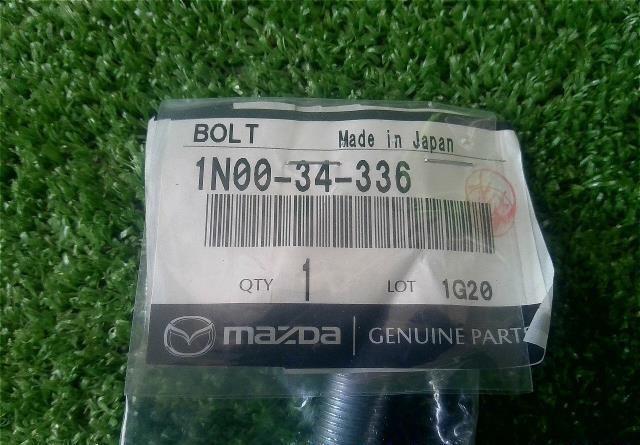 BOLT Made in Japan
1N00-34-336
QTY 1 LOT 1G20
mazda GENUINE PARTS